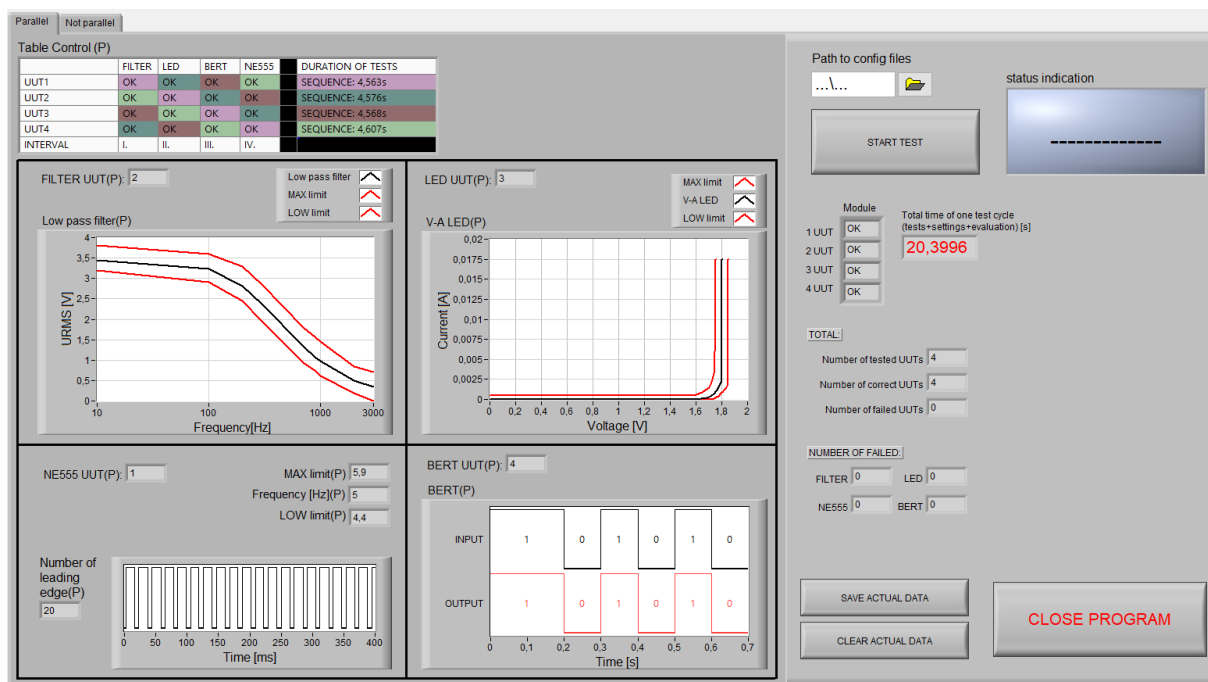 Parallel Not parallel
Table Control (P)
FILTER LED BERT NE555 DURATION OF TESTS
UUT1 OK OK OK OK SEQUENCE: 4,563s
UUT2 OK OK OK OK SEQUENCE: 4,576s
UUT3 OK OK OK OK SEQUENCE: 4,568s
UUT4 OK OK OK OK SEQUENCE: 4,607s
INTERVAL I. II. III. IV.
FILTER UUT(P): 2
Low pass filter
MAX limit
LOW limit
Low pass filter(P)
4
3,5
3
2,5
2
1,5
1
0,5
0
URMS [V]
10 100 1000 3000
Frequency[Hz]
LED UUT(P): 3
MAX limit
V-A LED
LOW limit
V-A LED(P)
0,02
0,0175
0,015
0,0125
0,01
0,0075
0,005
0,0025
0
Current [A]
0 0,2 0,4 0,6 0,8 1 1,2 1,4 1,6 1,8 2
Voltage [V]
NE555 UUT(P): 1
MAX limit(P) 5,9
Frequency [Hz](P) 5
LOW limit(P) 4,4
Number of
leading
edge(P)
20
0 50 100 150 200 250 300 350 400
Time [ms]
BERT UUT(P): 4
BERT(P)
INPUT 1 0 1 0 1 0
OUTPUT 1 0 1 0 1 0
0 0,1 0,2 0,3 0,4 0,5 0,6 0,7
Time [s]
Path to config files
...\...
START TEST
status indication
-------------
Module
1 UUT OK
2 UUT OK
3 UUT OK
4 UUT OK
Total time of one test cycle
(tests+settings+evaluation) [s]
20,3996
TOTAL:
Number of tested UUTs 4
Number of correct UUTs 4
Number of failed UUTs 0
NUMBER OF FAILED:
FILTER 0 LED 0
NE555 0 BERT 0
SAVE ACTUAL DATA
CLEAR ACTUAL DATA
CLOSE PROGRAM